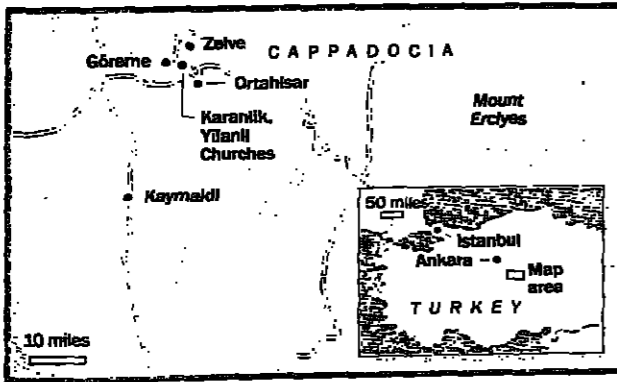 Zelve
CAPPADOCIA
Göreme
Ortahisar
Karanlik,
Yilanli
Churches
Mount
Erciyes
Kaymakli
50 miles
Istanbul
Ankara
Map
area
TURKEY
10 miles